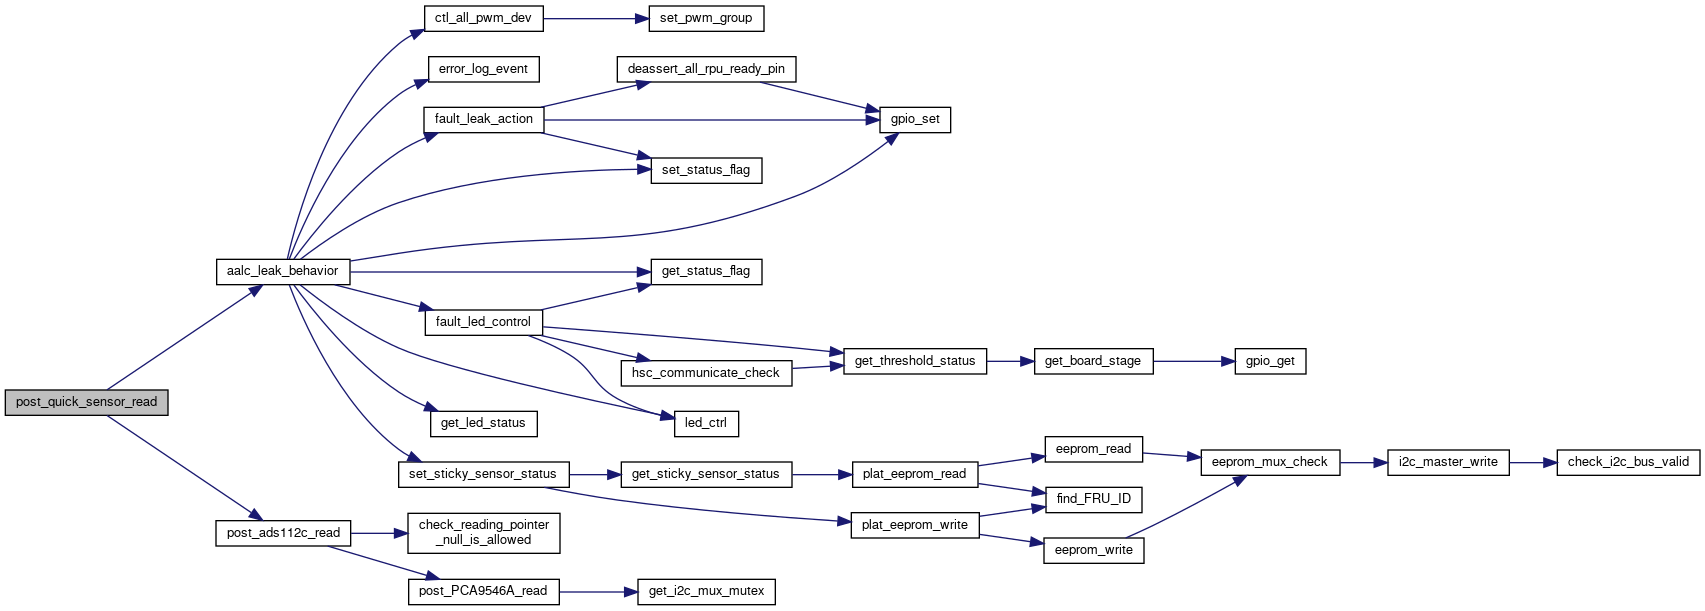 ctl_all_pwm_dev
set_pwm_group
error_log_event
deassert_all_rpu_ready_pin
fault_leak_action
gpio_set
set_status_flag
aalc_leak_behavior
get_status_flag
fault_led_control
get_threshold_status
get_board_stage
gpio_get
hsc_communicate_check
post_quick_sensor_read
get_led_status
led_ctrl
eeprom_read
eeprom_mux_check
i2c_master_write
check_i2c_bus_valid
set_sticky_sensor_status
get_sticky_sensor_status
plat_eeprom_read
find_FRU_ID
plat_eeprom_write
post_ads112c_read
check_reading_pointer
_null_is_allowed
eeprom_write
post_PCA9546A_read
get_i2c_mux_mutex